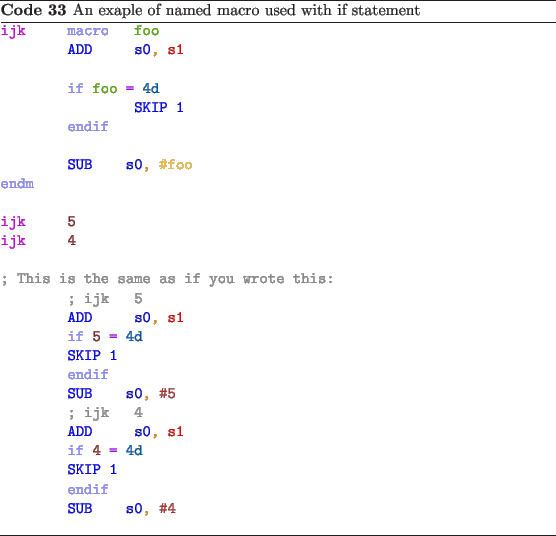 Code 33 An exaple of named macro used with if statement
ijk macro foo
ADD s0, s1
if foo = 4d
SKIP 1
endif
SUB s0, #foo
endm
ijk 5
ijk 4
; This is the same as if you wrote this:
; ijk 5
ADD s0, s1
if 5 = 4d
SKIP 1
endif
SUB s0, #5
; ijk 4
ADD s0, s1
if 4 = 4d
SKIP 1
endif
SUB s0, #4